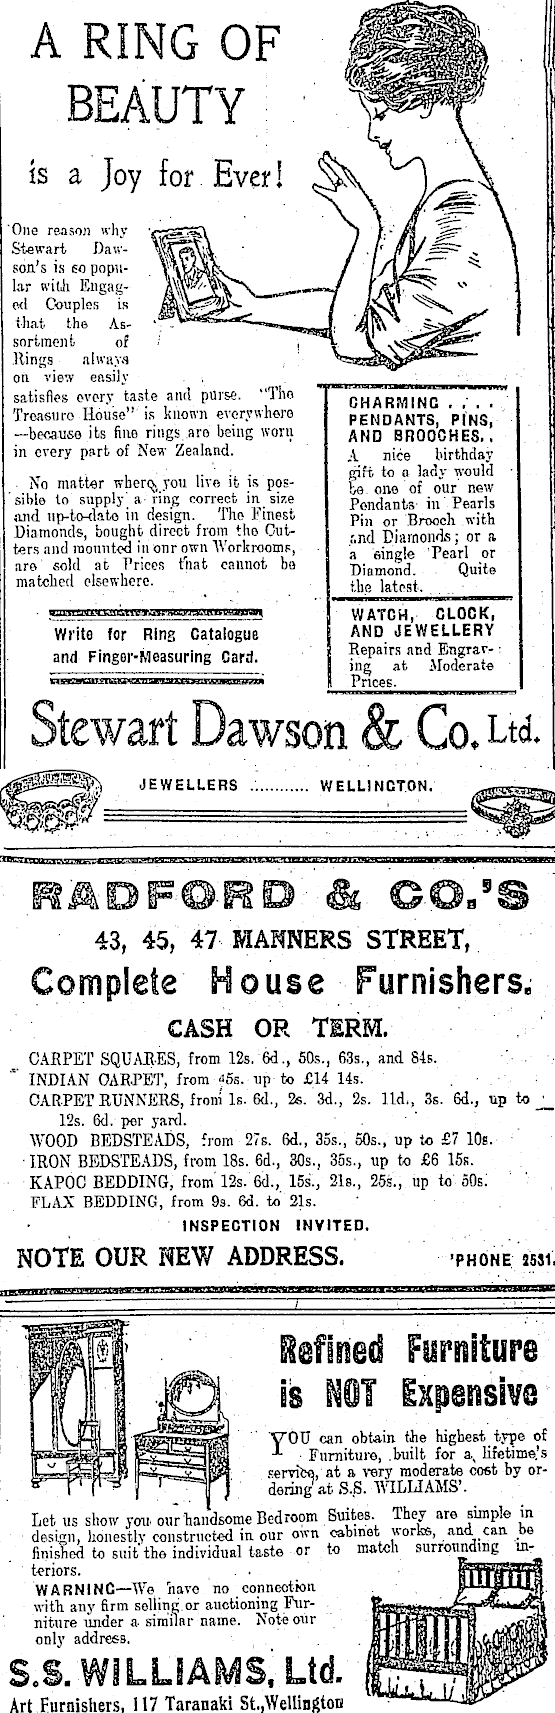 A RING OF
BEAUTY
is a Joy for Ever!
One reason why
Stewart Daw-
son's is so popu-
lar with Engag-
ed Couples is
that the As-
sortment of
Rings always
on view easily
satisfies every taste and purse. "The
Treasure House" is known everywhere
—because its fine rings are being worn
in every part of New Zealand.
No matter where you live it is pos-
sible to supply a ring correct in size
and up-to-date in design. The Finest
Diamonds, bought direct from the Cut-
ters and mounted in our own Workrooms,
are sold at Prices that cannot be
matched elsewhere.
Write for Ring Catalogue
and Finger-Measuring Card.
CHARMING . . . .
PENDANTS, PINS,
AND BROOCHES..
A nice birthday
gift to a lady would
be one of our new
Pendants in Pearls
Pin or Brooch with
and Diamonds; or a
a single Pearl or
Diamond. Quite
the latest.
WATCH, CLOCK,
AND JEWELLERY
Repairs and Engrav-
ing at Moderate
Prices.
Stewart Dawson & Co. Ltd.
JEWELLERS ............ WELLINGTON.
RADFORD & CO.'S
43, 45, 47 MANNERS STREET,
Complete House Furnishers.
CASH OR TERM.
CARPET SQUARES, from 12s. 6d., 50s., 63s., and 84s.
INDIAN CARPET, from 45s. up to £14 14s.
CARPET RUNNERS, from 1s. 6d., 2s. 3d., 2s. 11d., 3s. 6d., up to
12s. 6d. per yard.
WOOD BEDSTEADS, from 27s. 6d., 35s., 50s., up to £7 10s.
IRON BEDSTEADS, from 18s. 6d., 30s., 35s., up to £6 15s.
KAPOC BEDDING, from 12s. 6d., 15s., 21s., 25s., up to 50s.
FLAX BEDDING, from 9s. 6d. to 21s.
INSPECTION INVITED.
NOTE OUR NEW ADDRESS. 'PHONE 2531.
Refined Furniture
is NOT Expensive
YOU can obtain the highest type of
Furniture, built for a lifetime's
service, at a very moderate cost by or-
dering at S.S. WILLIAMS'.
Let us show you our handsome Bedroom Suites. They are simple in
design, honestly constructed in our own cabinet works, and can be
finished to suit the individual taste or to match surrounding in-
teriors.
WARNING—We have no connection
with any firm selling or auctioning Fur-
niture under a similar name. Note our
only address.
S.S. WILLIAMS, Ltd.
Art Furnishers, 117 Taranaki St., Wellington